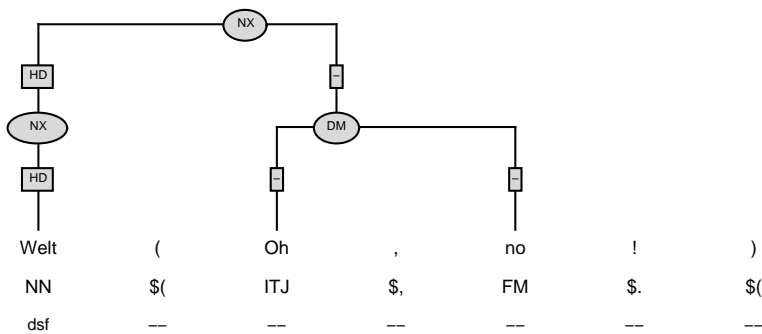 NX
HD –
NX DM
HD – –
Welt ( Oh , no ! )
NN $( ITJ $, FM $. $(
dsf –– –– –– –– –– ––